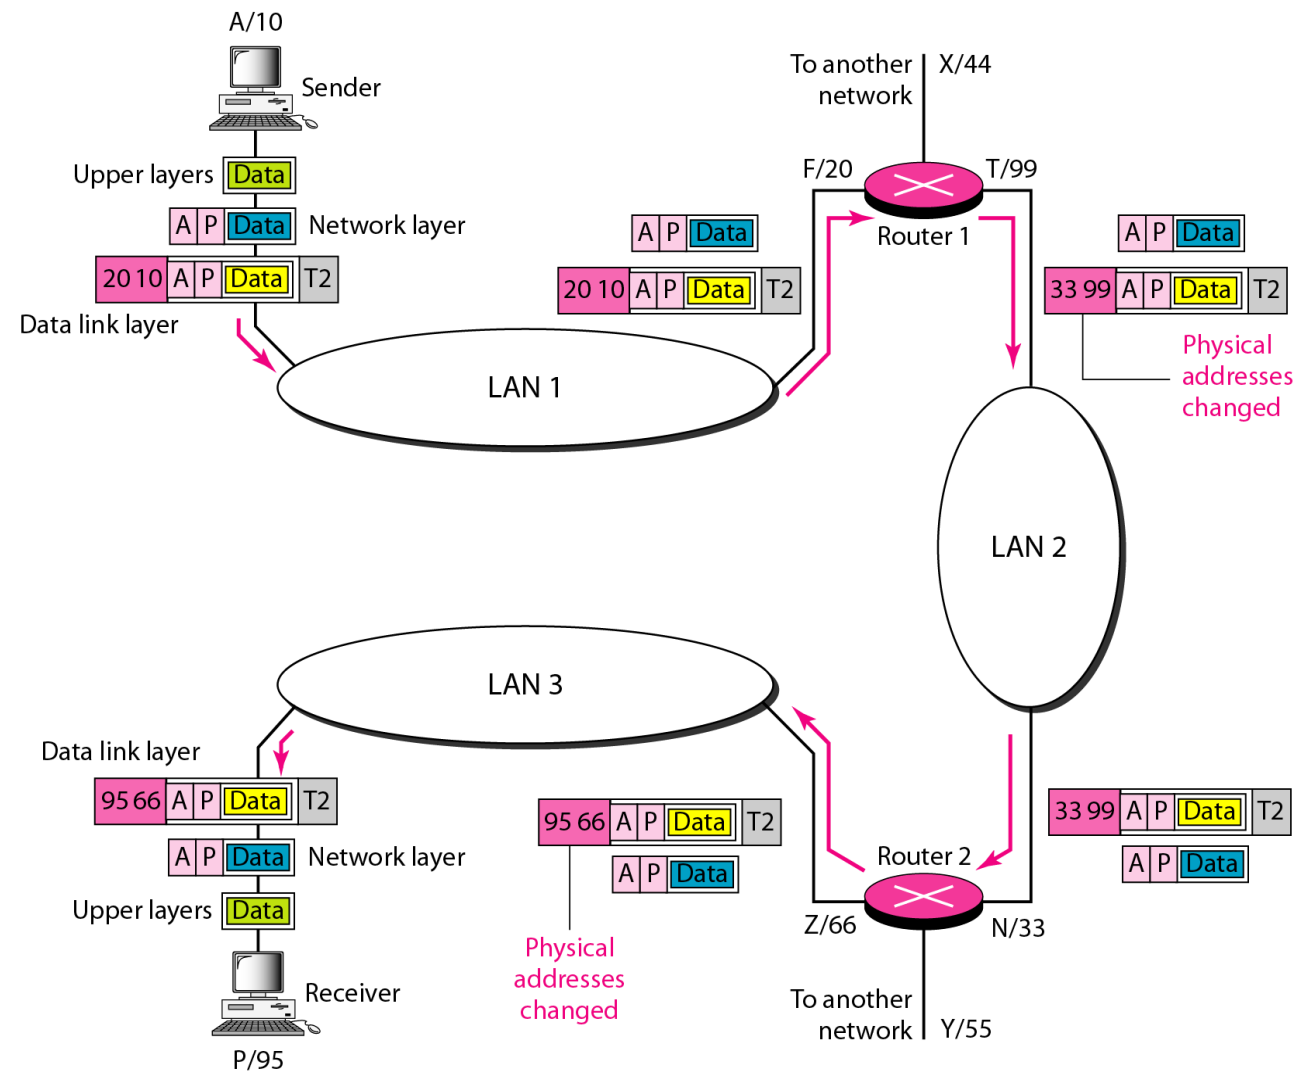 A/10
Sender
Upper layers Data
A P Data Network layer
20 10 A P Data T2
Data link layer
LAN 1
To another
network
X/44
F/20
T/99
Router 1
A P Data
20 10 A P Data T2
A P Data
33 99 A P Data T2
Physical
addresses
changed
LAN 2
33 99 A P Data T2
A P Data
Router 2
Z/66
N/33
To another
network
Y/55
95 66 A P Data T2
A P Data
Physical
addresses
changed
LAN 3
Data link layer
95 66 A P Data T2
A P Data Network layer
Upper layers Data
Receiver
P/95